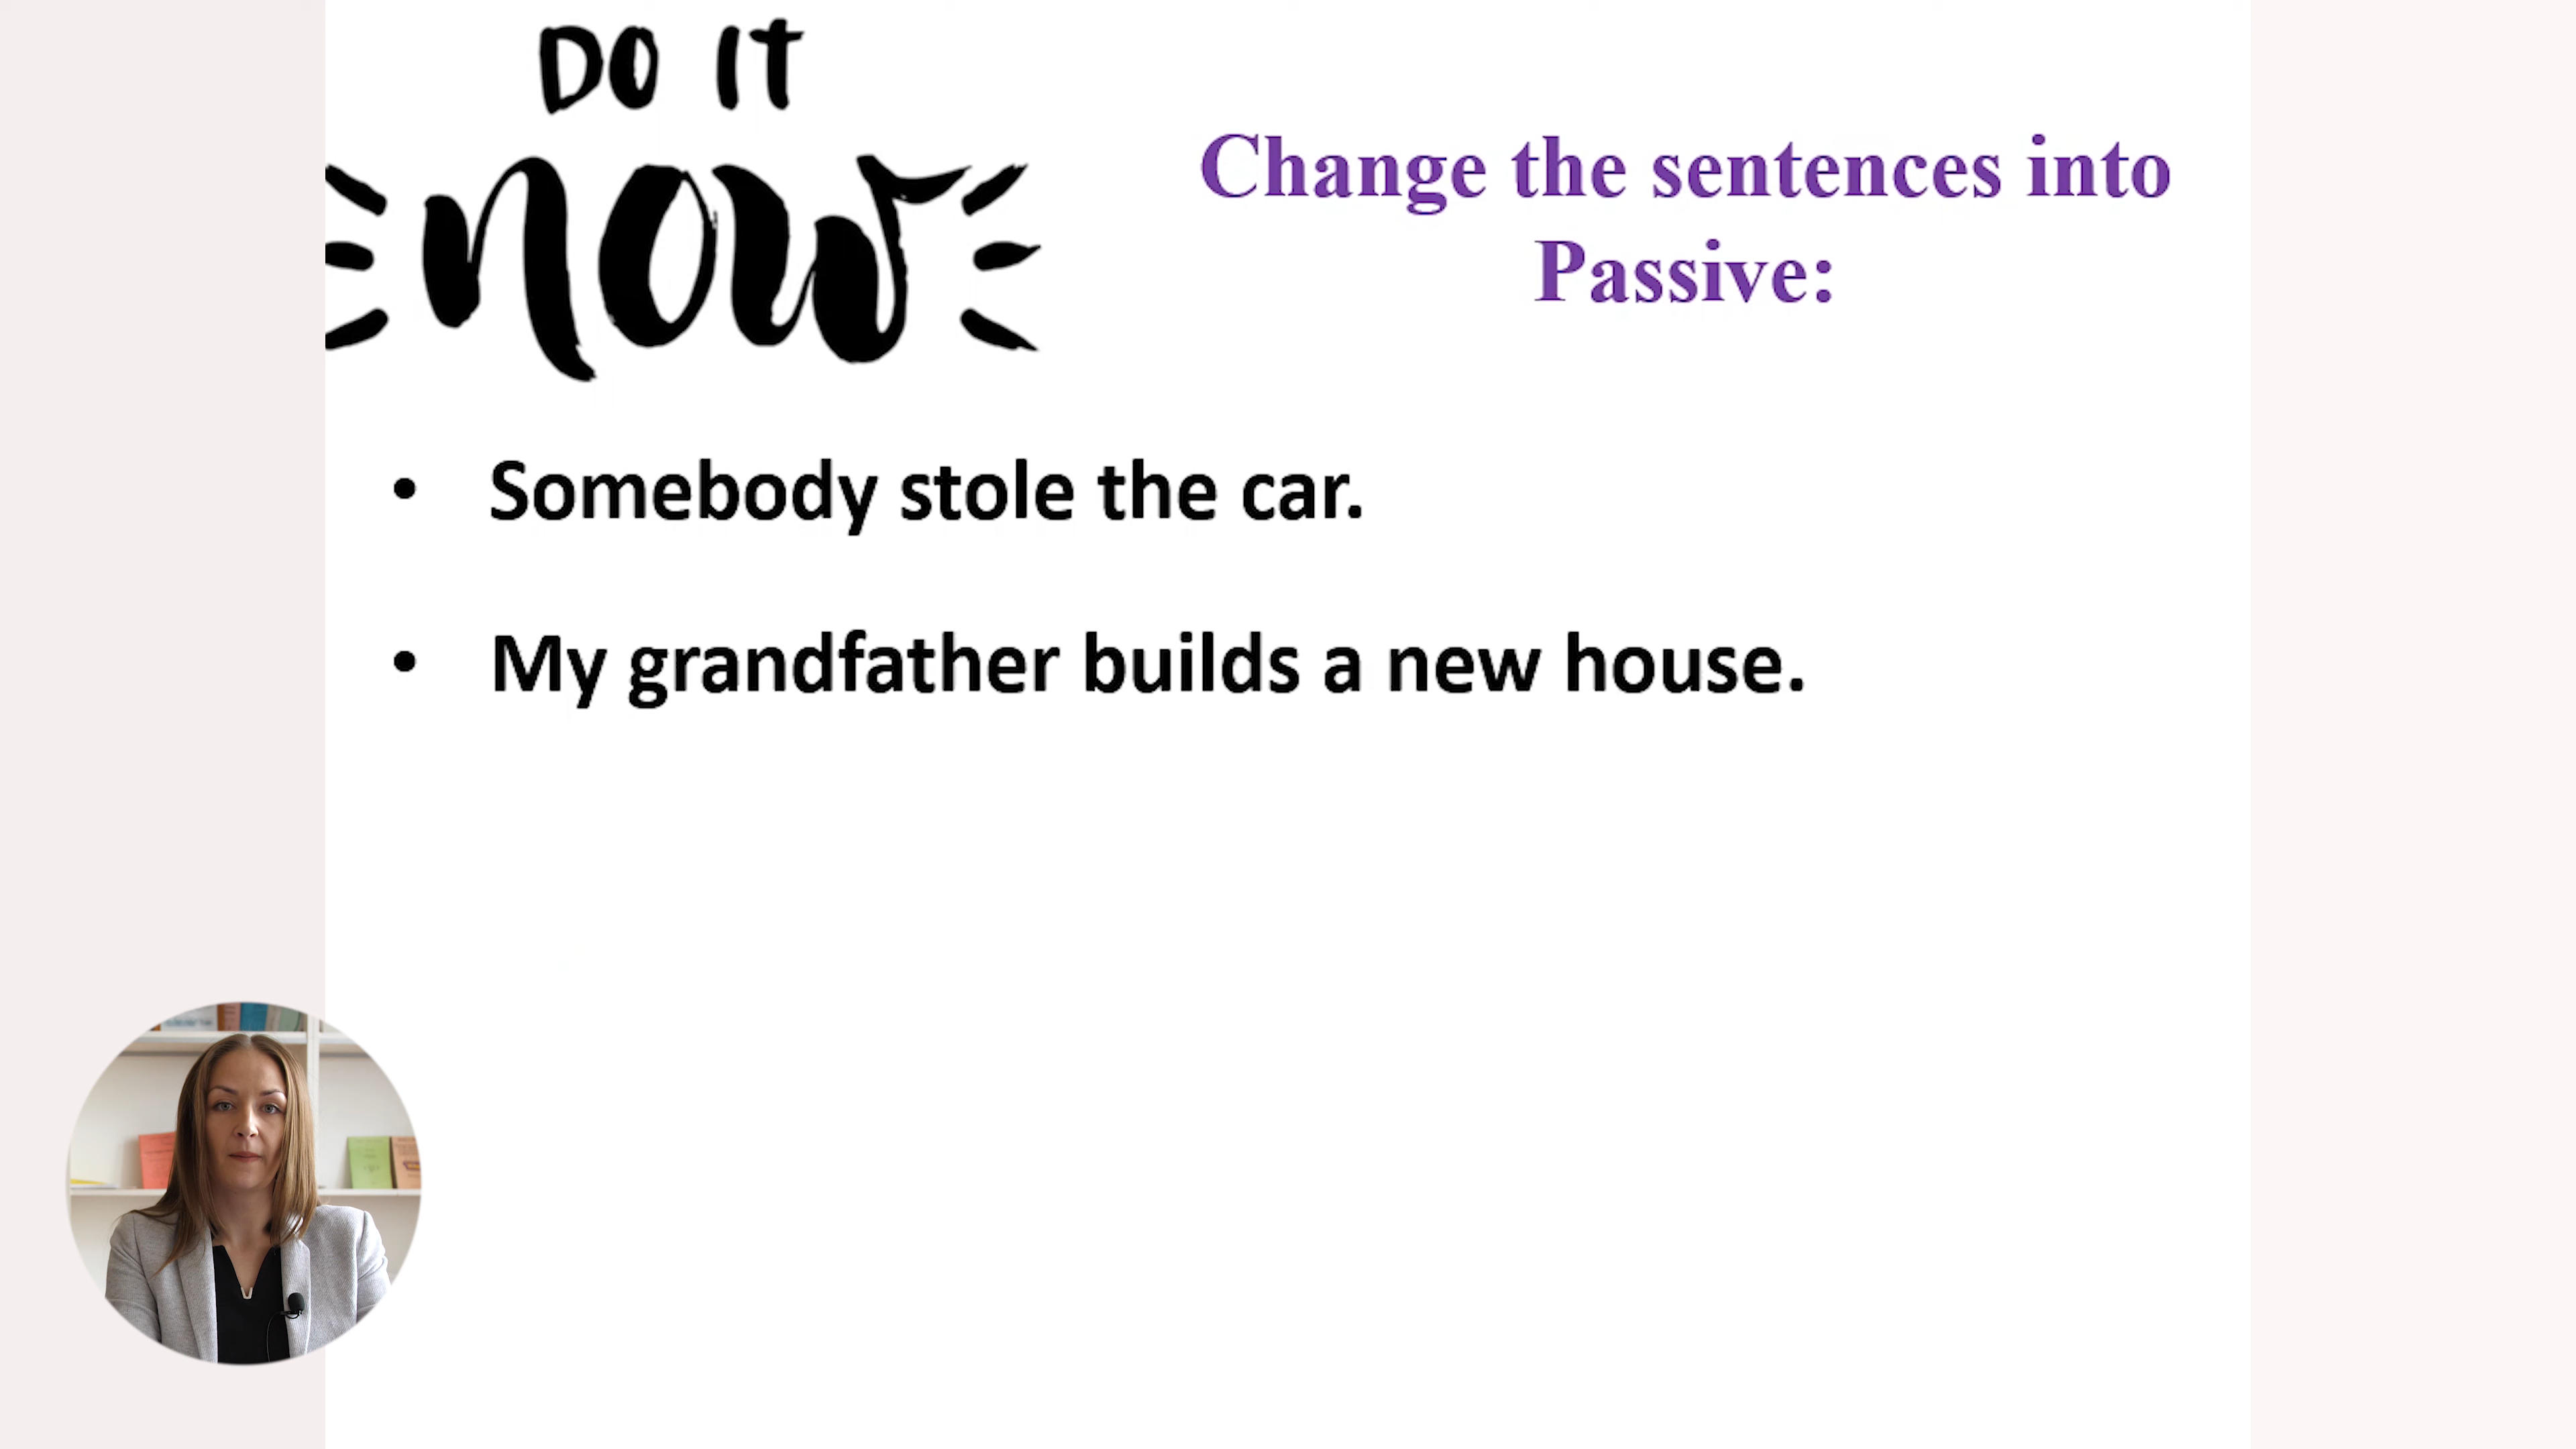 DO IT
now
Change the sentences into
Passive:
• Somebody stole the car.
• My grandfather builds a new house.